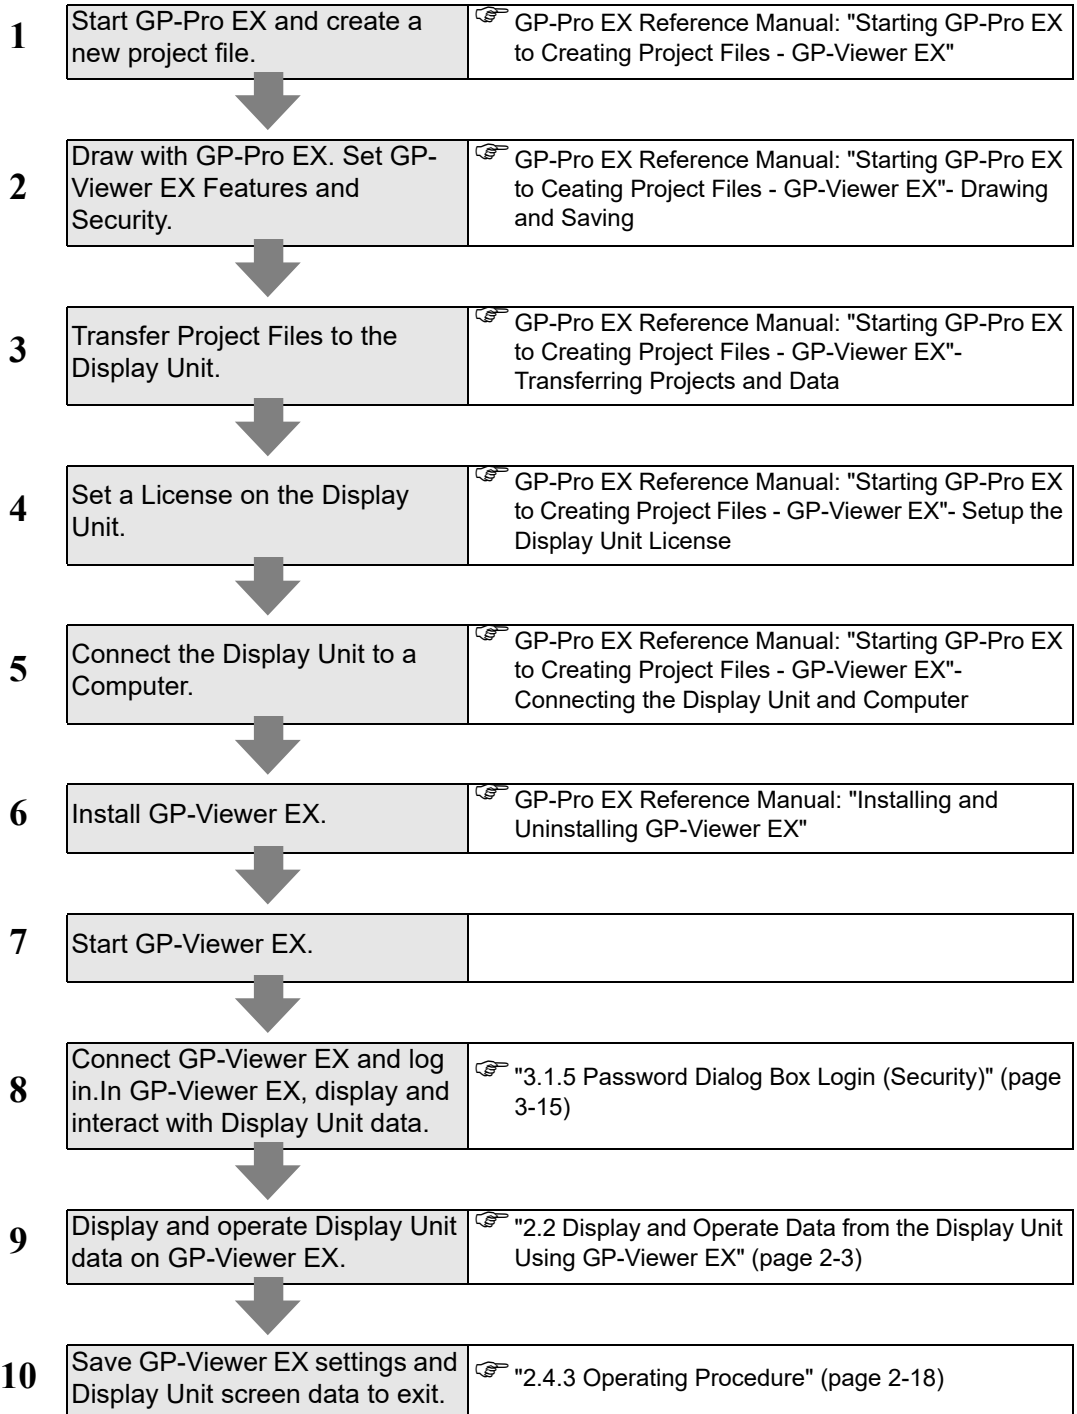 1
Start GP-Pro EX and create a
new project file.
GP-Pro EX Reference Manual: "Starting GP-Pro EX
to Creating Project Files - GP-Viewer EX"
2
Draw with GP-Pro EX. Set GP-
Viewer EX Features and
Security.
GP-Pro EX Reference Manual: "Starting GP-Pro EX
to Ceating Project Files - GP-Viewer EX"- Drawing
and Saving
3
Transfer Project Files to the
Display Unit.
GP-Pro EX Reference Manual: "Starting GP-Pro EX
to Creating Project Files - GP-Viewer EX"-
Transferring Projects and Data
4
Set a License on the Display
Unit.
GP-Pro EX Reference Manual: "Starting GP-Pro EX
to Creating Project Files - GP-Viewer EX"- Setup the
Display Unit License
5
Connect the Display Unit to a
Computer.
GP-Pro EX Reference Manual: "Starting GP-Pro EX
to Creating Project Files - GP-Viewer EX"-
Connecting the Display Unit and Computer
6
Install GP-Viewer EX.
GP-Pro EX Reference Manual: "Installing and
Uninstalling GP-Viewer EX"
7
Start GP-Viewer EX.
8
Connect GP-Viewer EX and log
in.In GP-Viewer EX, display and
interact with Display Unit data.
"3.1.5 Password Dialog Box Login (Security)" (page
3-15)
9
Display and operate Display Unit
data on GP-Viewer EX.
"2.2 Display and Operate Data from the Display Unit
Using GP-Viewer EX" (page 2-3)
10
Save GP-Viewer EX settings and
Display Unit screen data to exit.
"2.4.3 Operating Procedure" (page 2-18)